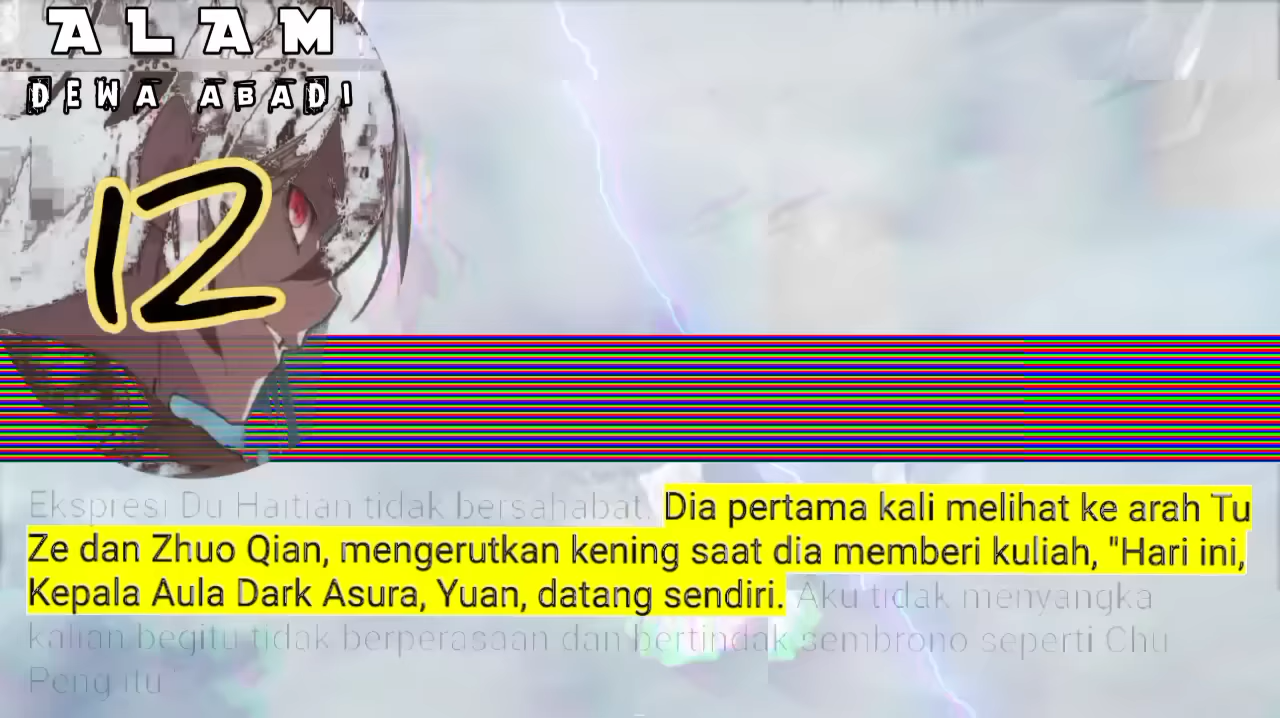 ALAM
DEWA ABADI
12
Ekspresi Du Haitian tidak bersahabat. Dia pertama kali melihat ke arah Tu
Ze dan Zhuo Qian, mengerutkan kening saat dia memberi kuliah, "Hari ini,
Kepala Aula Dark Asura, Yuan, datang sendiri. Aku tidak menyangka
kalian begitu tidak berperasaan dan bertindak sembrono seperti Chu
Peng itu"